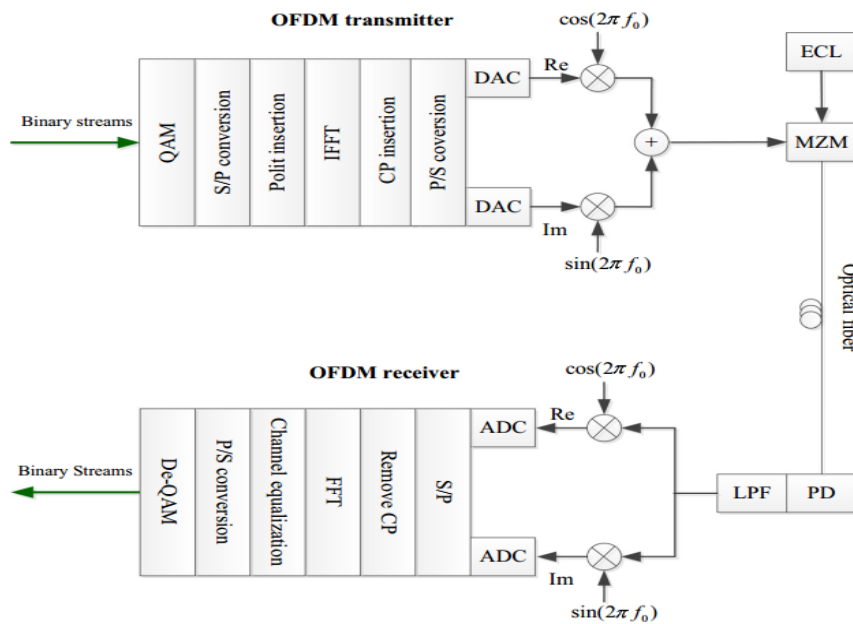 OFDM transmitter
cos(2π f₀)
ECL
Binary streams
QAM
S/P conversion
Polit insertion
IFFT
CP insertion
P/S coversion
DAC
Re
+
MZM
DAC
Im
sin(2π f₀)
Optical fiber
OFDM receiver
cos(2π f₀)
Binary Streams
De-QAM
P/S conversion
Channel equalization
FFT
Remove CP
S/P
ADC
Re
LPF
PD
ADC
Im
sin(2π f₀)